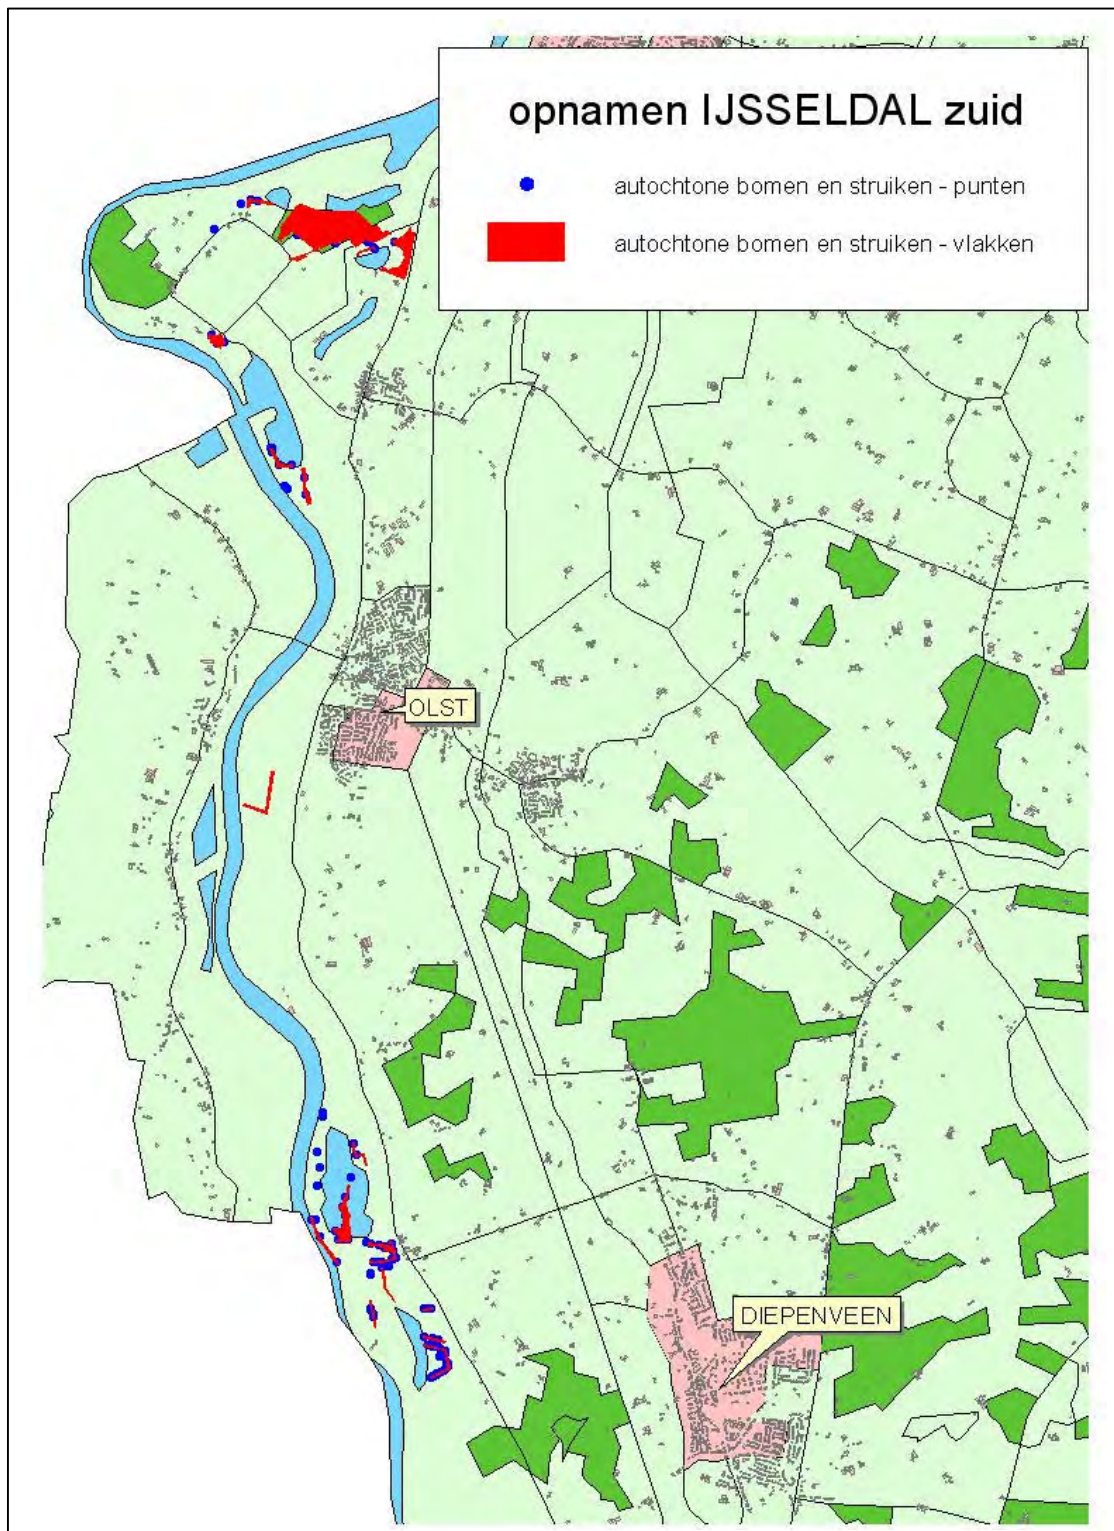 opnamen IJSSELDAL zuid
autochtone bomen en struiken - punten
autochtone bomen en struiken - vlakken
OLST
DIEPENVEEN